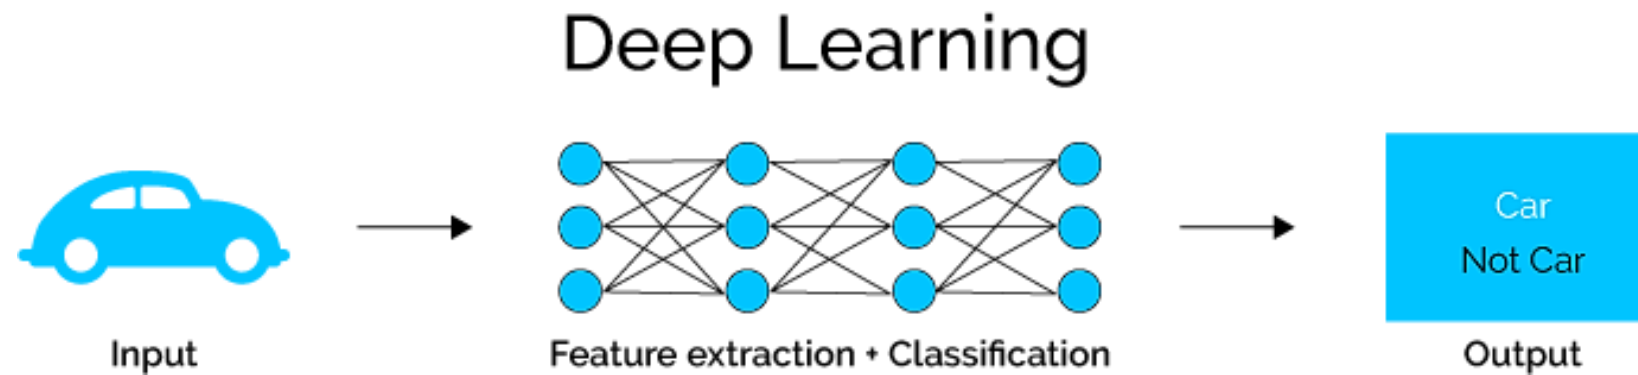 Deep Learning
Car
Not Car
Input
Feature extraction + Classification
Output